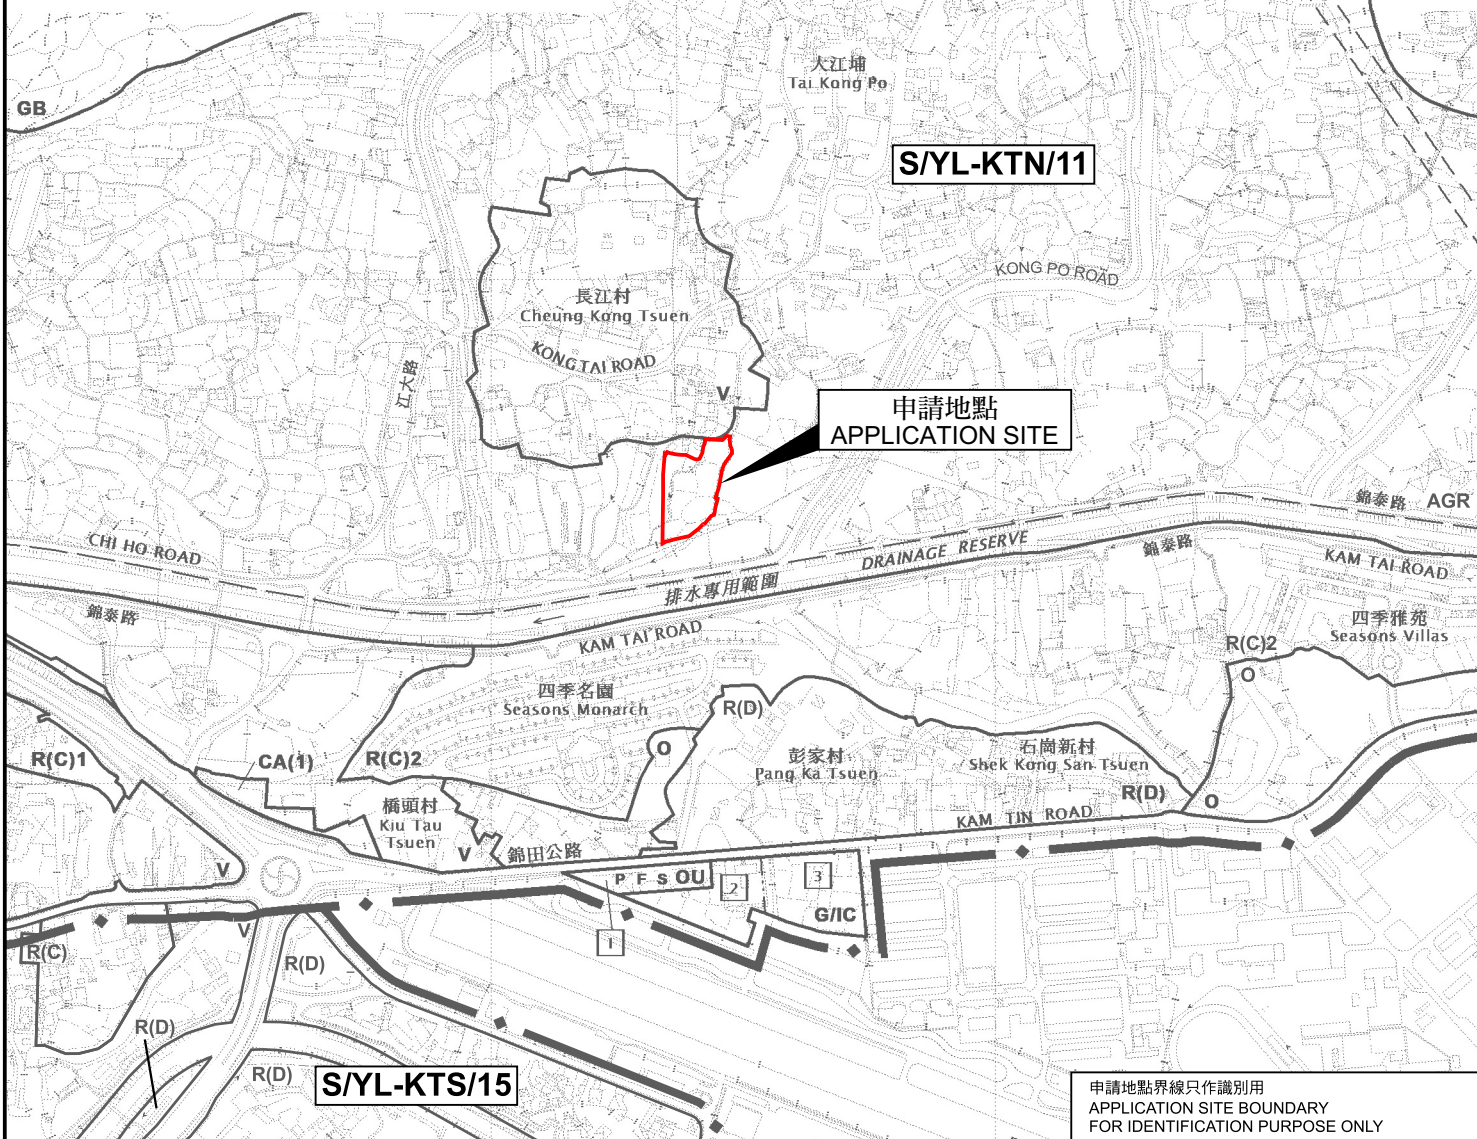 大江埔
Tai Kong Po
GB
S/YL-KTN/11
KONG PO ROAD
長江村
Cheung Kong Tsuen
KONG TAI ROAD
江大路
V
申請地點
APPLICATION SITE
錦泰路
AGR
CHI HO ROAD
DRAINAGE RESERVE
排水專用範圍
錦泰路
KAM TAI ROAD
錦泰路
KAM TAI ROAD
四季雅苑
Seasons Villas
R(C)2
O
四季名園
Seasons Monarch
R(D)
O
R(C)1
CA(1)
R(C)2
彭家村
Pang Ka Tsuen
石崗新村
Shek Kong San Tsuen
R(D)
O
橋頭村
Kiu Tau
Tsuen
V
錦田公路
KAM TIN ROAD
V
P F S OU
2
3
G/IC
1
V
R(C)
R(D)
R(D)
R(D)
S/YL-KTS/15
申請地點界線只作識別用
APPLICATION SITE BOUNDARY
FOR IDENTIFICATION PURPOSE ONLY